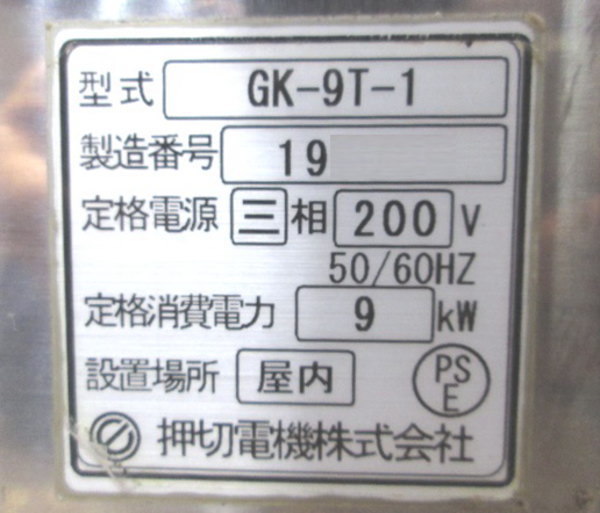 型式 GK-9T-1
製造番号 19
定格電源 三相 200 V
50/60HZ
定格消費電力 9 kW
設置場所 屋内 PSE
押切電機株式会社